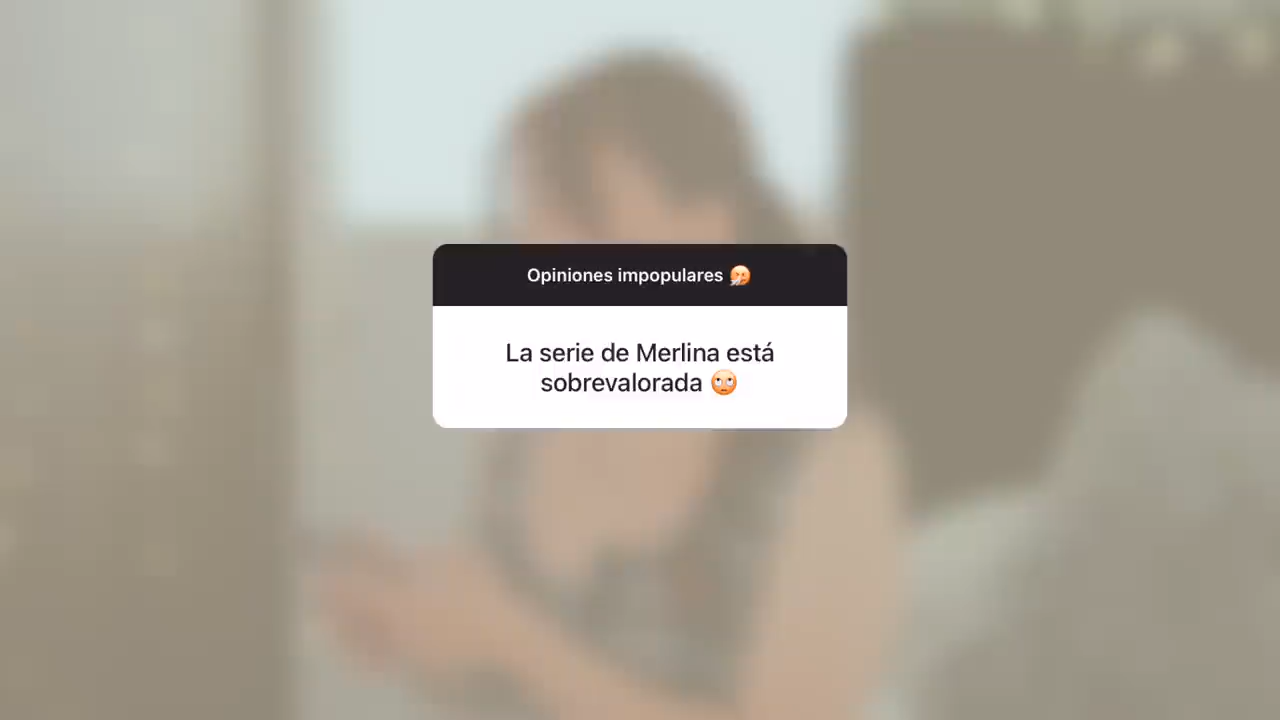 Opiniones impopulares 🤧
La serie de Merlina está
sobrevalorada 🙄